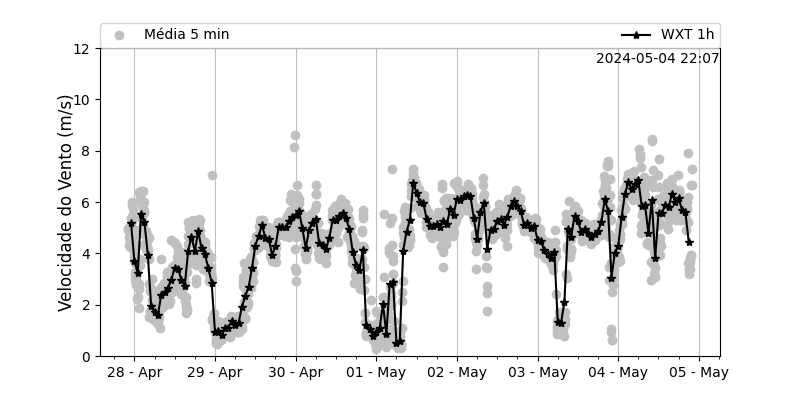 Média 5 min
WXT 1h
2024-05-04 22:07
Velocidade do Vento (m/s)
12
10
8
6
4
2
0
28 - Apr
29 - Apr
30 - Apr
01 - May
02 - May
03 - May
04 - May
05 - May